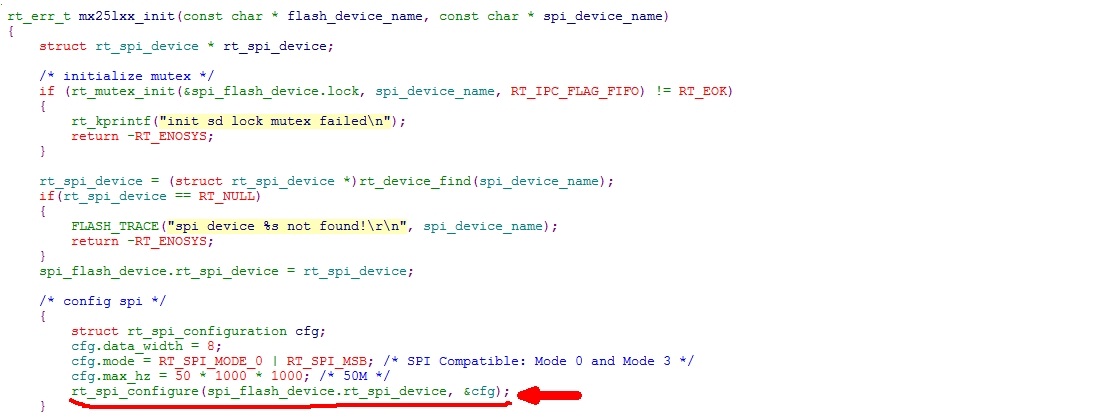 rt_err_t mx25lxx_init(const char * flash_device_name, const char * spi_device_name)
{
    struct rt_spi_device * rt_spi_device;

    /* initialize mutex */
    if (rt_mutex_init(&spi_flash_device.lock, spi_device_name, RT_IPC_FLAG_FIFO) != RT_EOK)
    {
        rt_kprintf("init sd lock mutex failed\n");
        return -RT_ENOSYS;
    }

    rt_spi_device = (struct rt_spi_device *)rt_device_find(spi_device_name);
    if(rt_spi_device == RT_NULL)
    {
        FLASH_TRACE("spi device %s not found!\r\n", spi_device_name);
        return -RT_ENOSYS;
    }
    spi_flash_device.rt_spi_device = rt_spi_device;

    /* config spi */
    {
        struct rt_spi_configuration cfg;
        cfg.data_width = 8;
        cfg.mode = RT_SPI_MODE_0 | RT_SPI_MSB; /* SPI Compatible: Mode 0 and Mode 3 */
        cfg.max_hz = 50 * 1000 * 1000; /* 50M */
        rt_spi_configure(spi_flash_device.rt_spi_device, &cfg);
    }